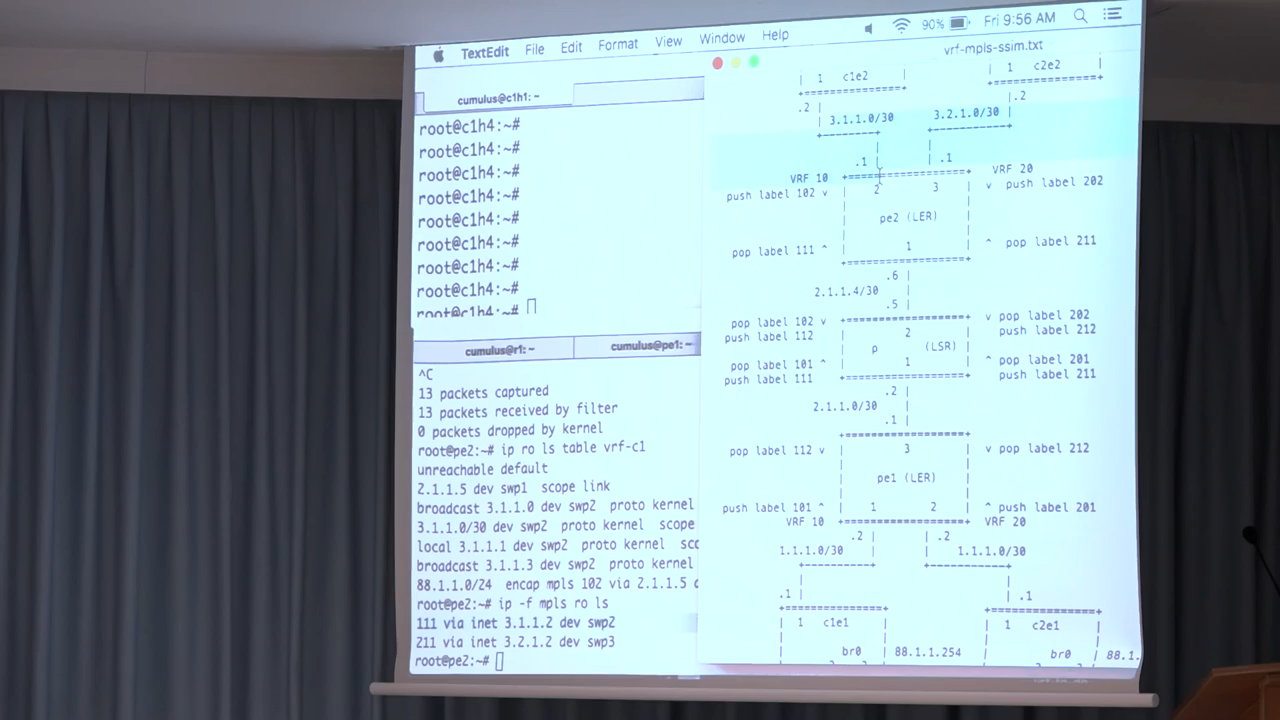 TextEdit File Edit Format View Window Help 90% Fri 9:56 AM
cumulus@c1h1: ~
root@c1h4:~#
root@c1h4:~#
root@c1h4:~#
root@c1h4:~#
root@c1h4:~#
root@c1h4:~#
root@c1h4:~#
root@c1h4:~#
root@c1h4:~#
cumulus@r1: ~ cumulus@pe1: ~
^C
13 packets captured
13 packets received by filter
0 packets dropped by kernel
root@pe2:~# ip ro ls table vrf-c1
unreachable default
2.1.1.5 dev swp1 scope link
broadcast 3.1.1.0 dev swp2 proto kernel
3.1.1.0/30 dev swp2 proto kernel scope
local 3.1.1.1 dev swp2 proto kernel sco
broadcast 3.1.1.3 dev swp2 proto kernel
88.1.1.0/24 encap mpls 102 via 2.1.1.5 d
root@pe2:~# ip -f mpls ro ls
111 via inet 3.1.1.2 dev swp2
211 via inet 3.2.1.2 dev swp3
root@pe2:~#
vrf-mpls-ssim.txt
| 1 c1e2 | | 1 c2e2 |
+===========+ +===========+
.2 | | .2
3.1.1.0/30 3.2.1.0/30
+--------+ +----------+
.1 | | .1
VRF 10 +================+ VRF 20
push label 102 v | 2 3 | v push label 202
| pe2 (LER) |
pop label 111 ^ | 1 | ^ pop label 211
+================+
.6 |
2.1.1.4/30
.5 |
pop label 102 v +================+ v pop label 202
push label 112 | 2 | push label 212
| p | (LSR)
pop label 101 ^ | 1 | ^ pop label 201
push label 111 +================+ push label 211
.2 |
2.1.1.0/30
.1 |
+================+
pop label 112 v | 3 | v pop label 212
| pe1 (LER) |
push label 101 ^ | 1 2 | ^ push label 201
VRF 10 +================+ VRF 20
.2 | | .2
1.1.1.0/30 1.1.1.0/30
+----------+ +----------+
.1 | | .1
+=============+ +==============+
| 1 c1e1 | | 1 c2e1 |
br0 | 88.1.1.254 | br0 | 88.1.